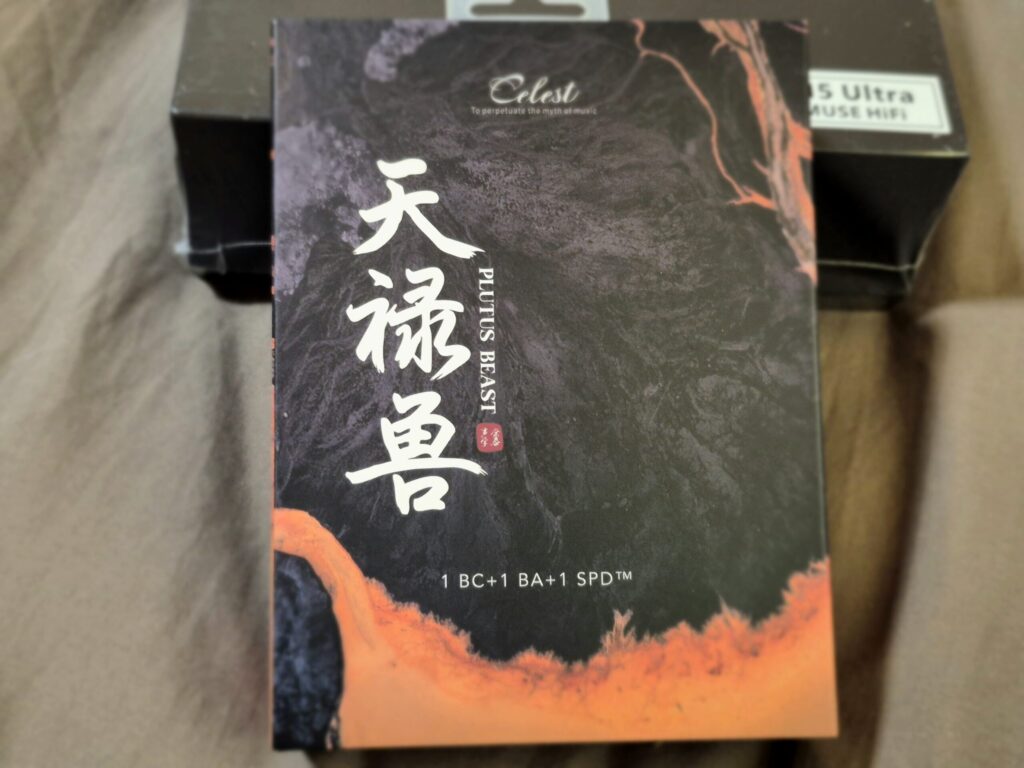 Celest
To perpetuate the myth of music
天禄兽
PLUTUS BEAST
1 BC+1 BA+1 SPD™
5 Ultra
MUSE HiFi